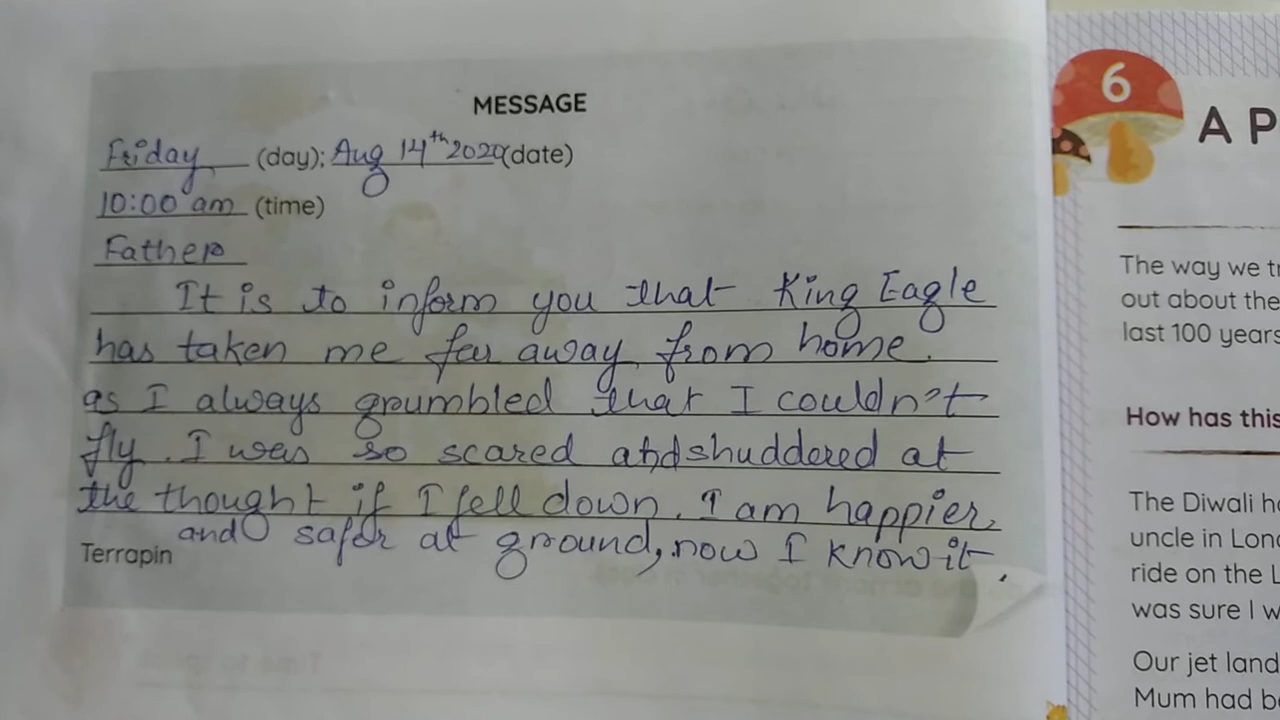 MESSAGE
Friday (day); Aug 14th 2020 (date)
10:00 am (time)
Father
It is to inform you that King Eagle
has taken me far away from home.
as I always grumbled that I couldn't
fly. I was so scared and shuddered at
the thought if I fell down. I am happier
and safer at ground, now I know it.
Terrapin
6
A P
The way we t
out about the
last 100 years
How has this
The Diwali h
uncle in Lon
ride on the L
was sure I w
Our jet land
Mum had b